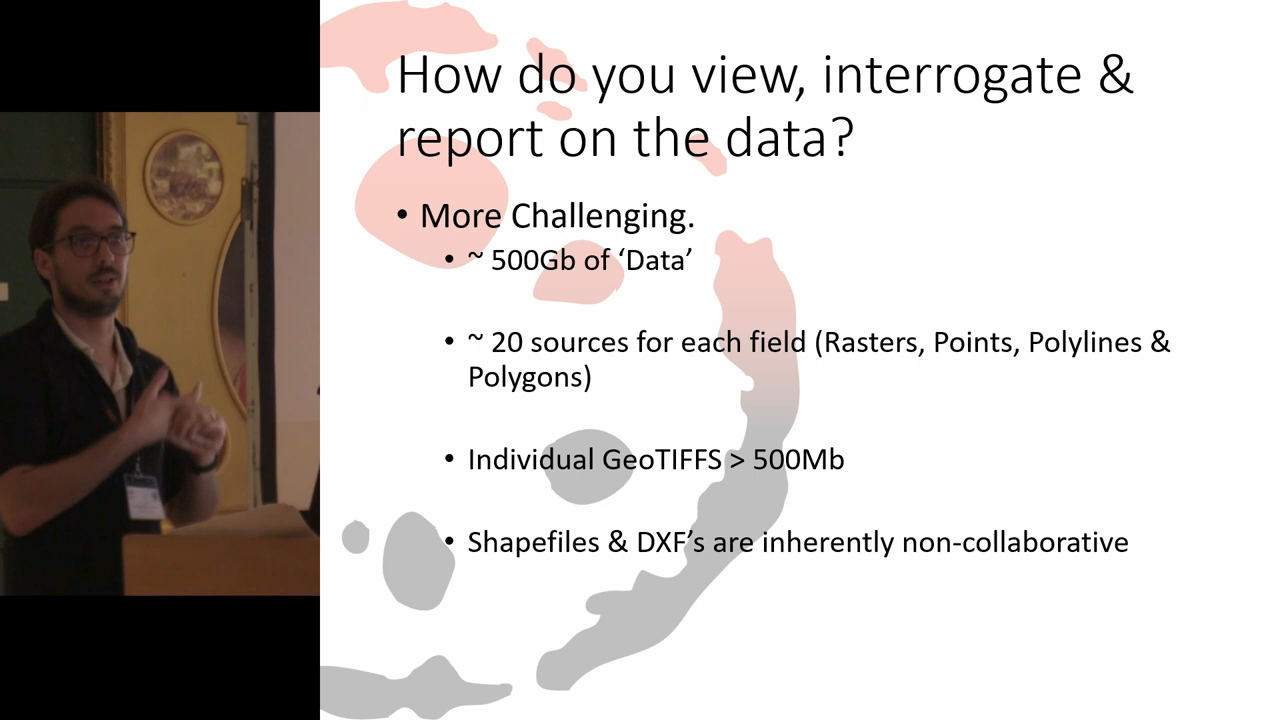 How do you view, interrogate &
report on the data?
• More Challenging.
• ~ 500Gb of ‘Data’
• ~ 20 sources for each field (Rasters, Points, Polylines &
Polygons)
• Individual GeoTIFFS > 500Mb
• Shapefiles & DXF’s are inherently non-collaborative